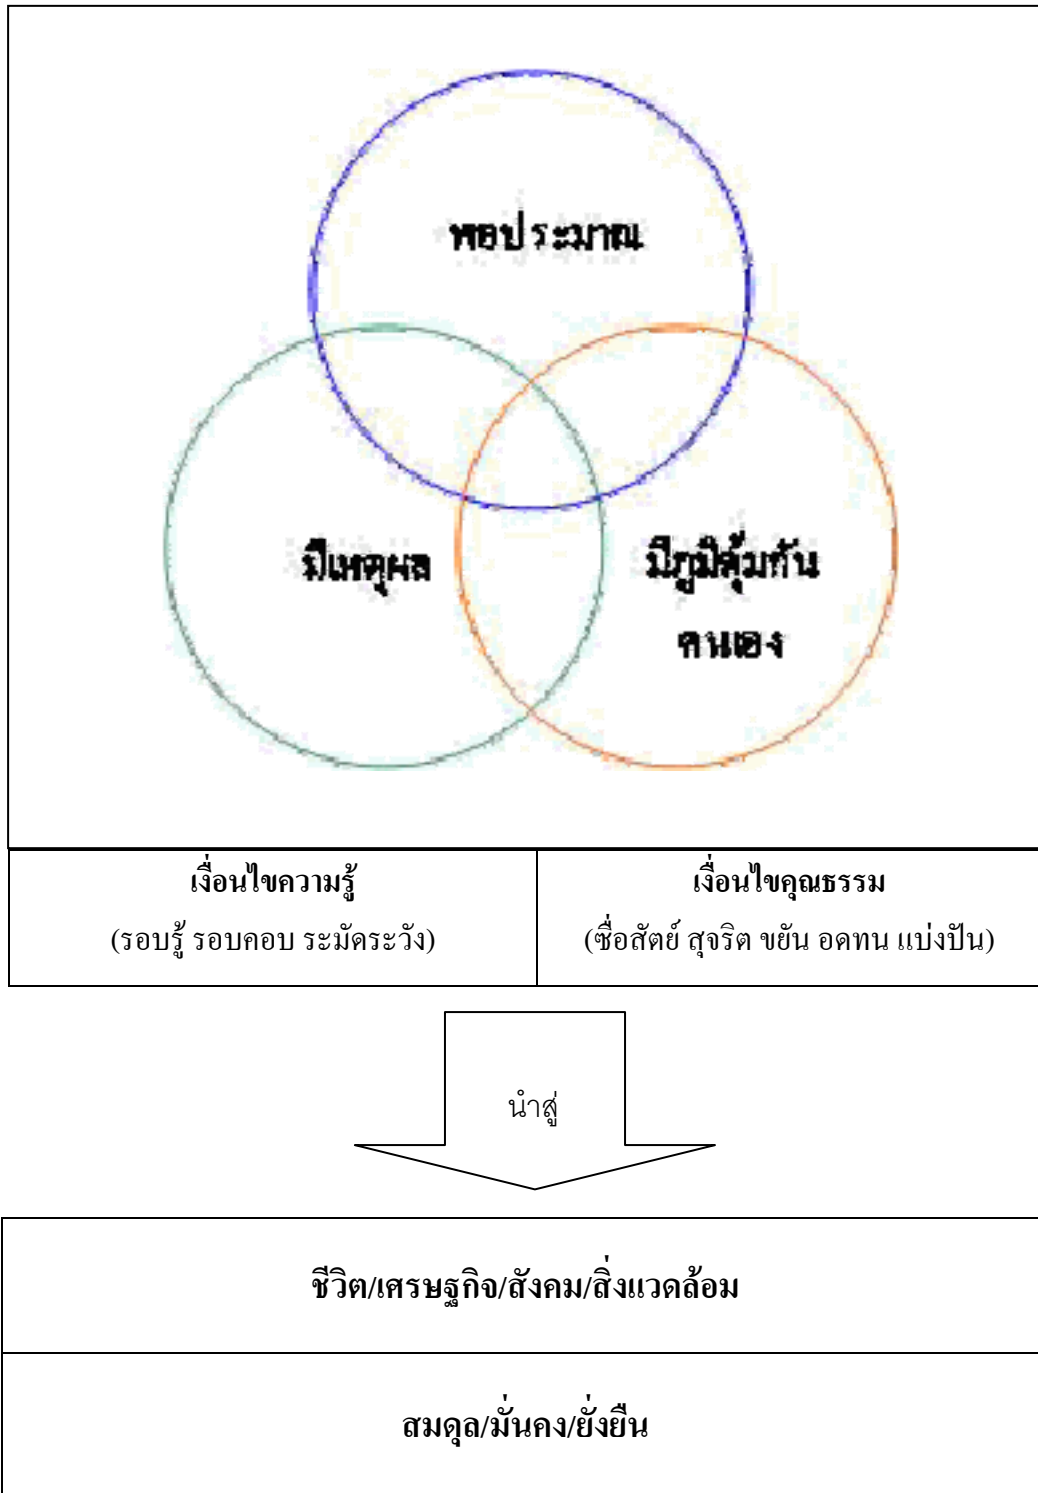 พอประมาณ
มีเหตุผล
มีภูมิคุ้มกัน
ตนเอง
เงื่อนไขความรู้
(รอบรู้ รอบคอบ ระมัดระวัง)
เงื่อนไขคุณธรรม
(ซื่อสัตย์ สุจริต ขยัน อดทน แบ่งปัน)
นำสู่
ชีวิต/เศรษฐกิจ/สังคม/สิ่งแวดล้อม
สมดุล/มั่นคง/ยั่งยืน